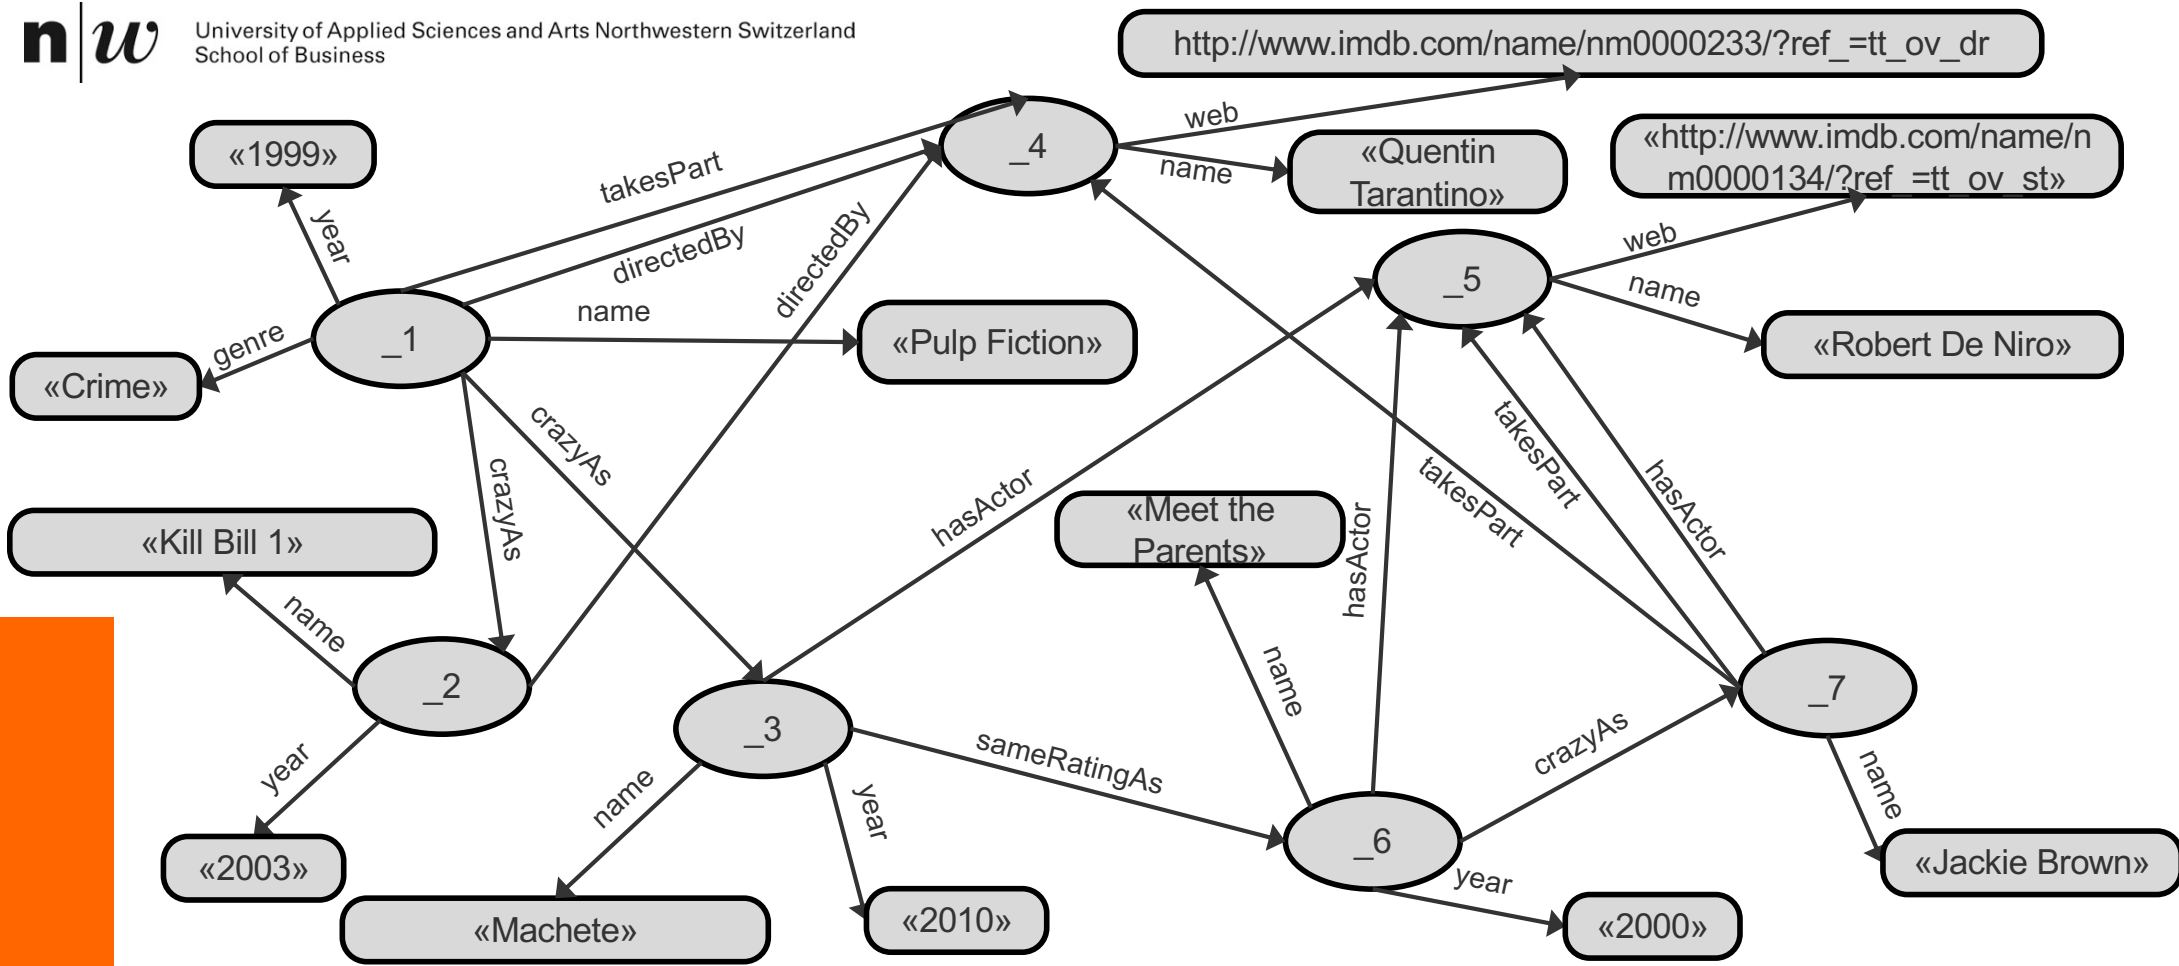 n|w
University of Applied Sciences and Arts Northwestern Switzerland
School of Business
http://www.imdb.com/name/nm0000233/?ref_=tt_ov_dr
web
_4
«1999»
«Quentin
Tarantino»
name
«http://www.imdb.com/name/n
m0000134/?ref_=tt_ov_st»
takesPart
directedBy
directedBy
year
web
_5
name
name
_1
«Pulp Fiction»
«Robert De Niro»
genre
«Crime»
crazyAs
crazyAs
takesPart
takesPart
hasActor
hasActor
hasActor
«Meet the
Parents»
«Kill Bill 1»
name
_2
name
_7
_3
sameRatingAs
crazyAs
year
name
year
name
_6
«2003»
«Jackie Brown»
year
«Machete»
«2010»
«2000»